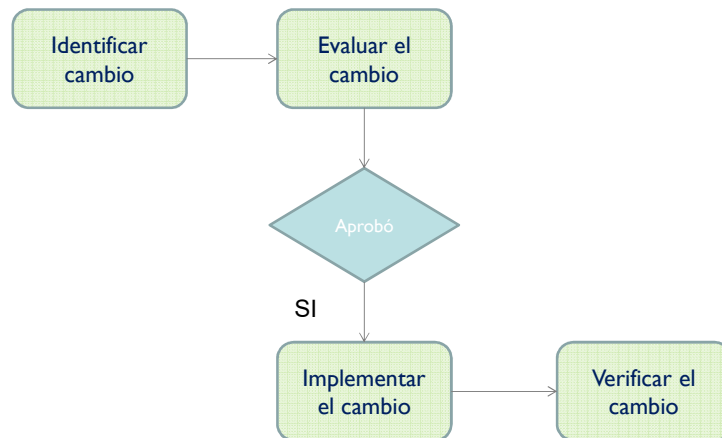 Identificar
cambio
Evaluar el
cambio
Aprobó
SI
Implementar
el cambio
Verificar el
cambio